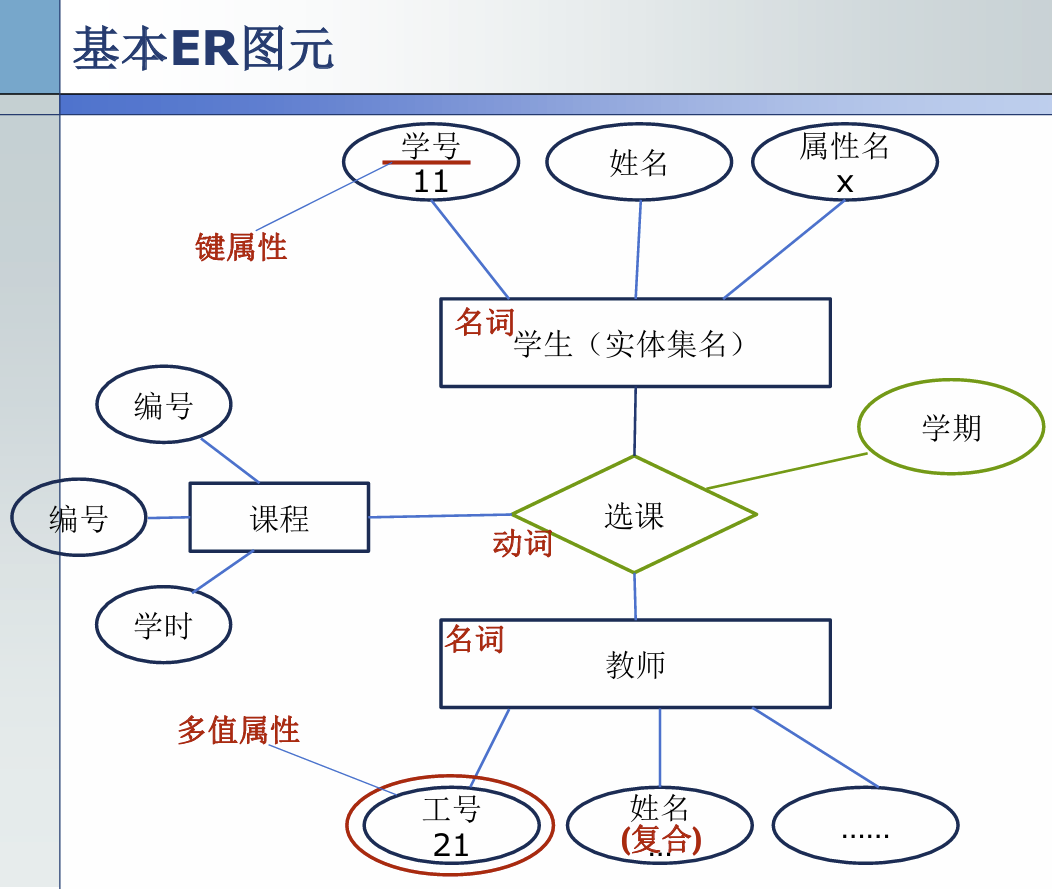 基本ER图元
学号
11
姓名
属性名
x
键属性
名词
学生（实体集名）
编号
学期
编号
课程
选课
动词
学时
名词
教师
多值属性
工号
21
姓名
(复合)
...
......